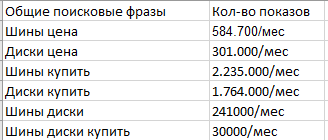 Общие поисковые фразы Кол-во показов
Шины цена 584.700/мес
Диски цена 301.000/мес
Шины купить 2.235.000/мес
Диски купить 1.764.000/мес
Шины диски 241000/мес
Шины диски купить 30000/мес